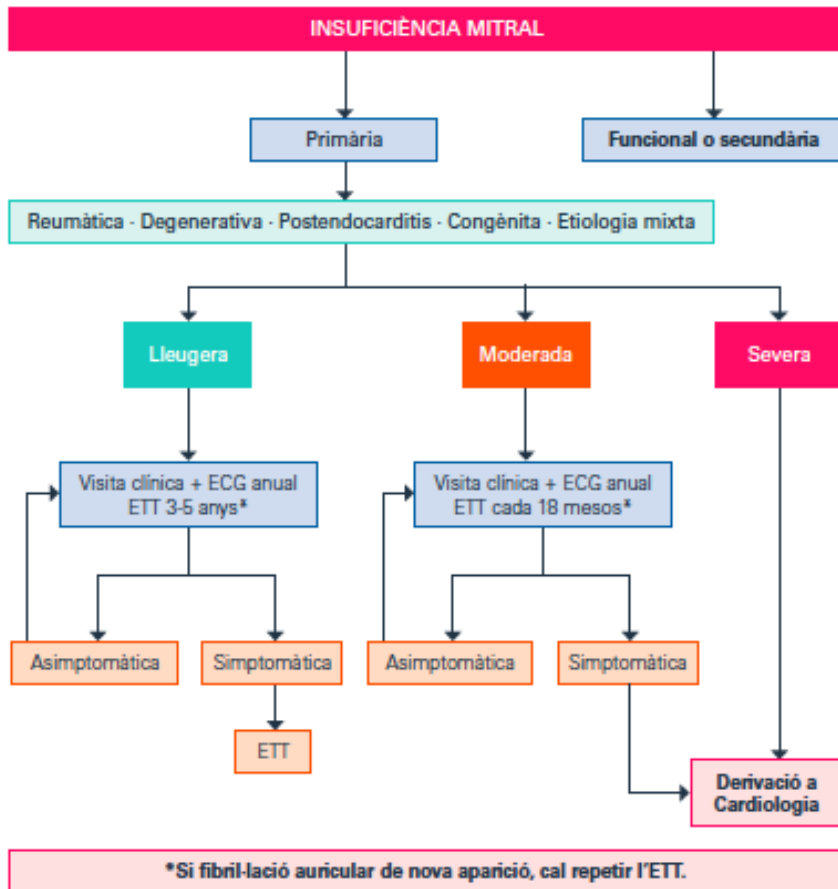 INSUFICIÈNCIA MITRAL
Primària
Funcional o secundària
Reumàtica · Degenerativa · Postendocarditis · Congènita · Etiologia mixta
Lleugera
Moderada
Severa
Visita clínica + ECG anual
ETT 3-5 anys*
Visita clínica + ECG anual
ETT cada 18 mesos*
Asimptomàtica
Simptomàtica
Asimptomàtica
Simptomàtica
ETT
Derivació a
Cardiologia
*Si fibril·lació auricular de nova aparició, cal repetir l'ETT.